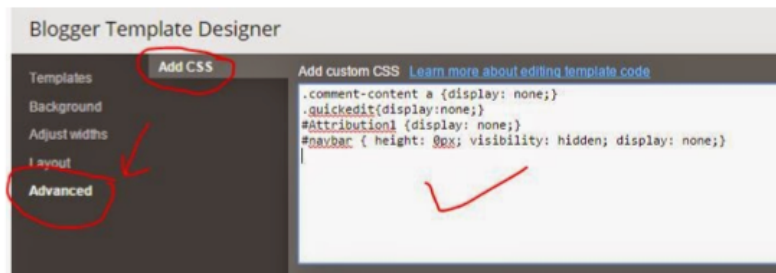 Blogger Template Designer
Templates
Background
Adjust widths
Layout
Advanced
Add CSS
Add custom CSS Learn more about editing template code
.comment-content a {display: none;}
.quickedit{display:none;}
#Attribution1 {display: none;}
#navbar { height: 0px; visibility: hidden; display: none;}